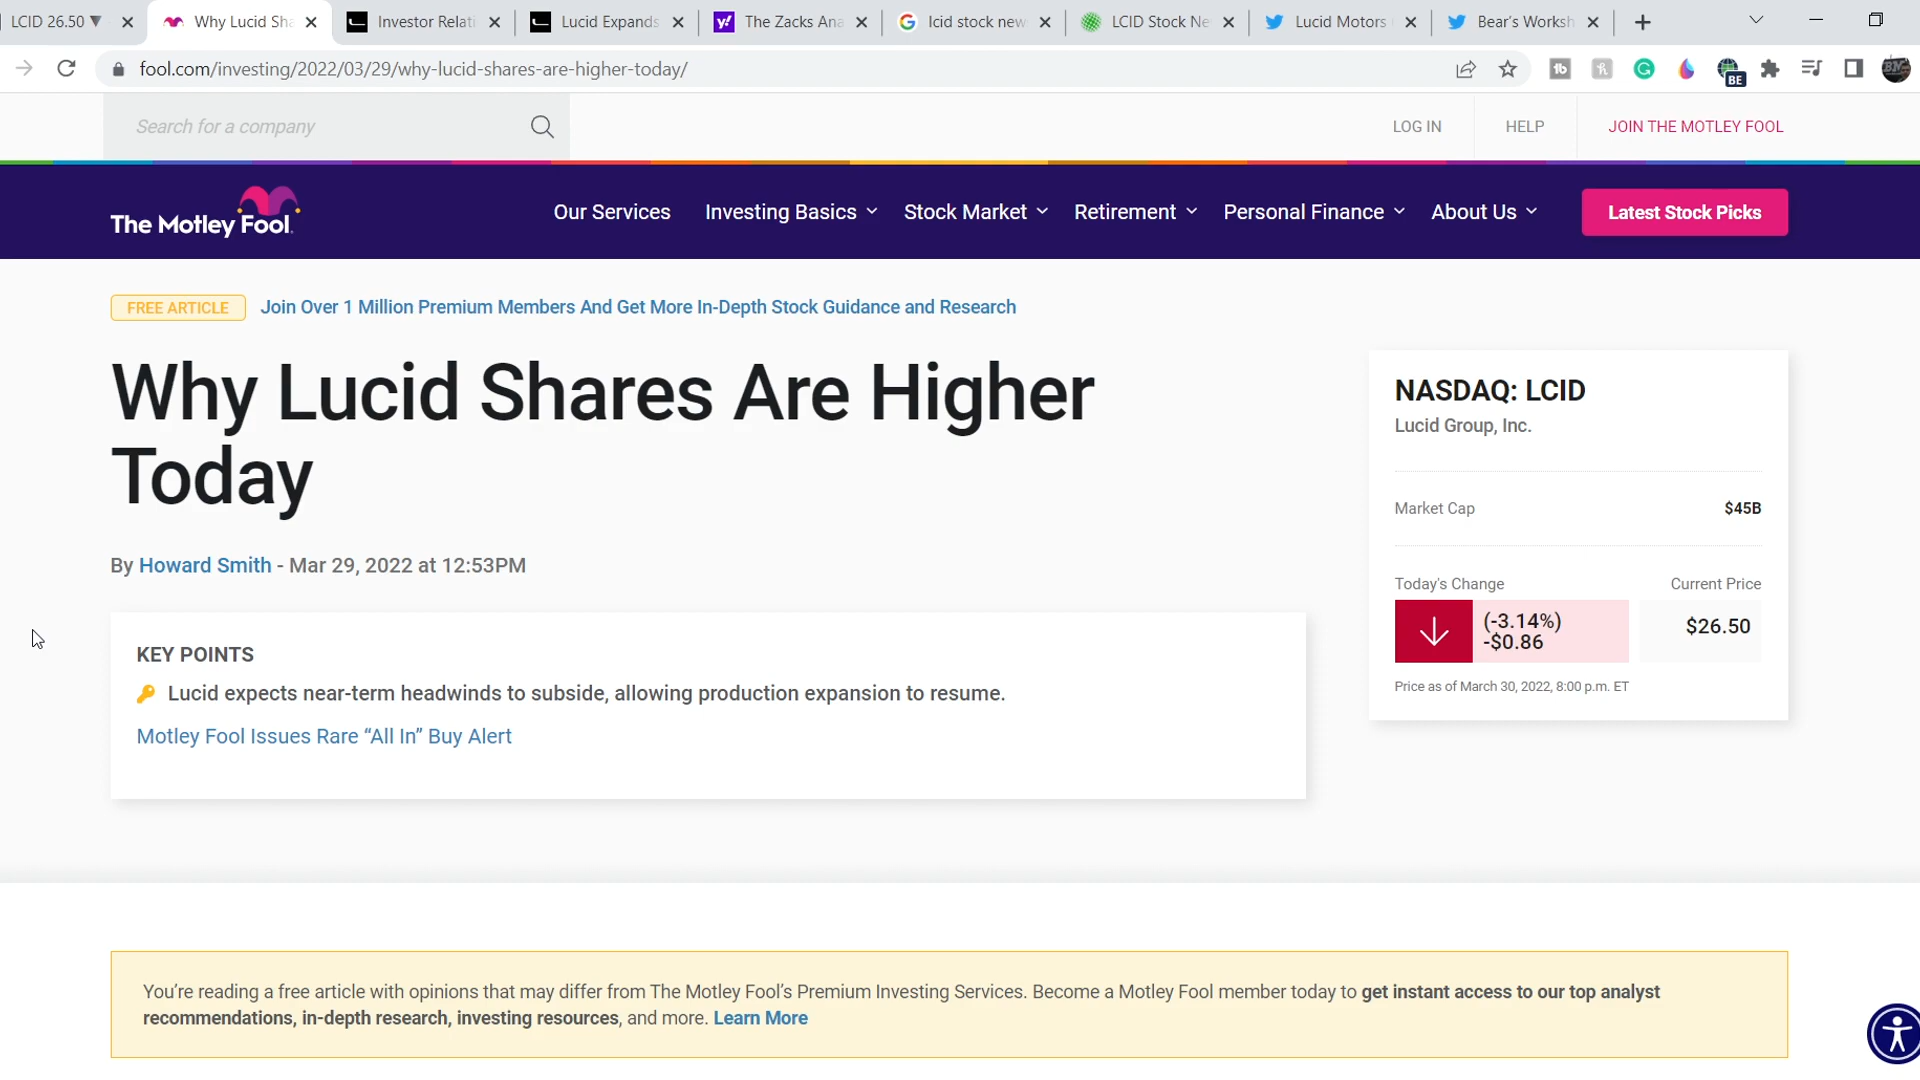 LCID 26.50 ▼
Why Lucid Sha
Investor Relati
Lucid Expands
The Zacks Ana
lcid stock new
LCID Stock Ne
Lucid Motors
Bear's Worksh
fool.com/investing/2022/03/29/why-lucid-shares-are-higher-today/
BE
Search for a company
LOG IN
HELP
JOIN THE MOTLEY FOOL
The Motley Fool.
Our Services
Investing Basics
Stock Market
Retirement
Personal Finance
About Us
Latest Stock Picks
FREE ARTICLE
Join Over 1 Million Premium Members And Get More In-Depth Stock Guidance and Research
Why Lucid Shares Are Higher
Today
By Howard Smith - Mar 29, 2022 at 12:53PM
KEY POINTS
Lucid expects near-term headwinds to subside, allowing production expansion to resume.
Motley Fool Issues Rare “All In” Buy Alert
NASDAQ: LCID
Lucid Group, Inc.
Market Cap
$45B
Today's Change
Current Price
(-3.14%)
-$0.86
$26.50
Price as of March 30, 2022, 8:00 p.m. ET
You’re reading a free article with opinions that may differ from The Motley Fool’s Premium Investing Services. Become a Motley Fool member today to get instant access to our top analyst
recommendations, in-depth research, investing resources, and more. Learn More